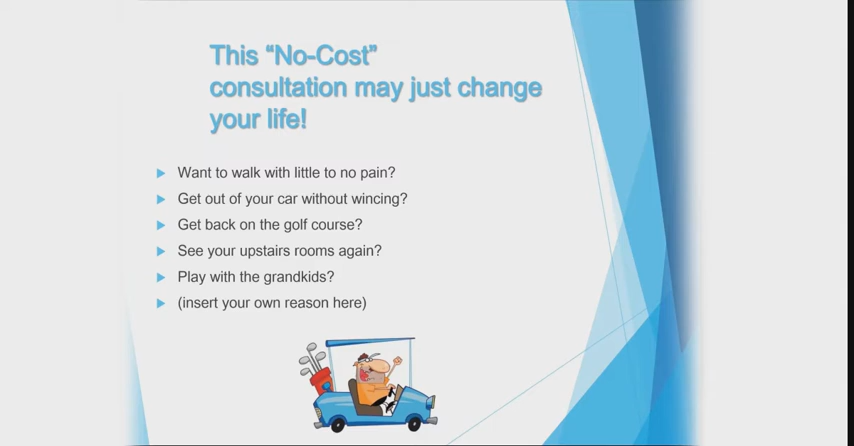 This “No-Cost”
consultation may just change
your life!
Want to walk with little to no pain?
Get out of your car without wincing?
Get back on the golf course?
See your upstairs rooms again?
Play with the grandkids?
(insert your own reason here)